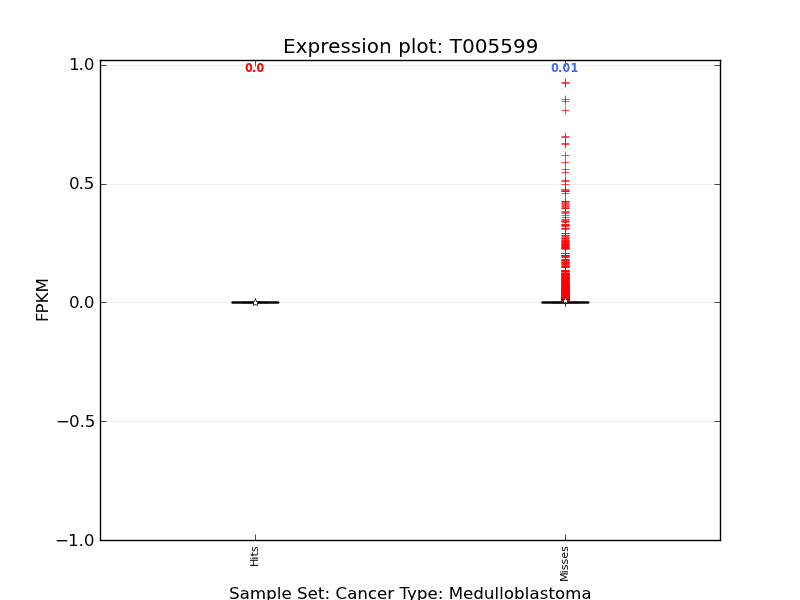 Expression plot: T005599
1.0
0.0
0.01
0.5
0.0
−0.5
−1.0
FPKM
Hits
Misses
Sample Set: Cancer Type: Medulloblastoma